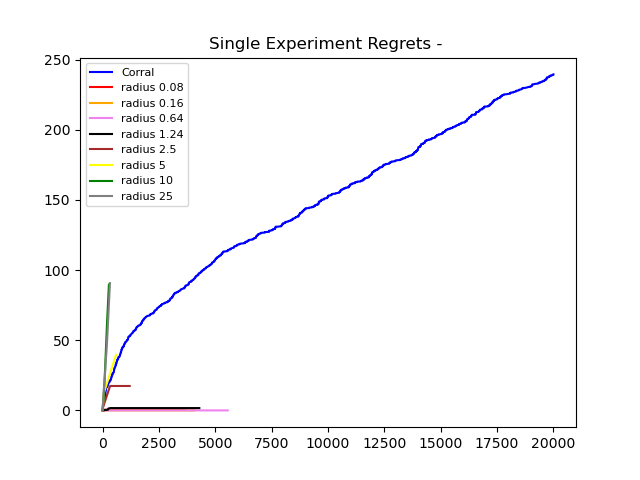 Single Experiment Regrets -
250
200
150
100
50
0
Corral
radius 0.08
radius 0.16
radius 0.64
radius 1.24
radius 2.5
radius 5
radius 10
radius 25
0 2500 5000 7500 10000 12500 15000 17500 20000